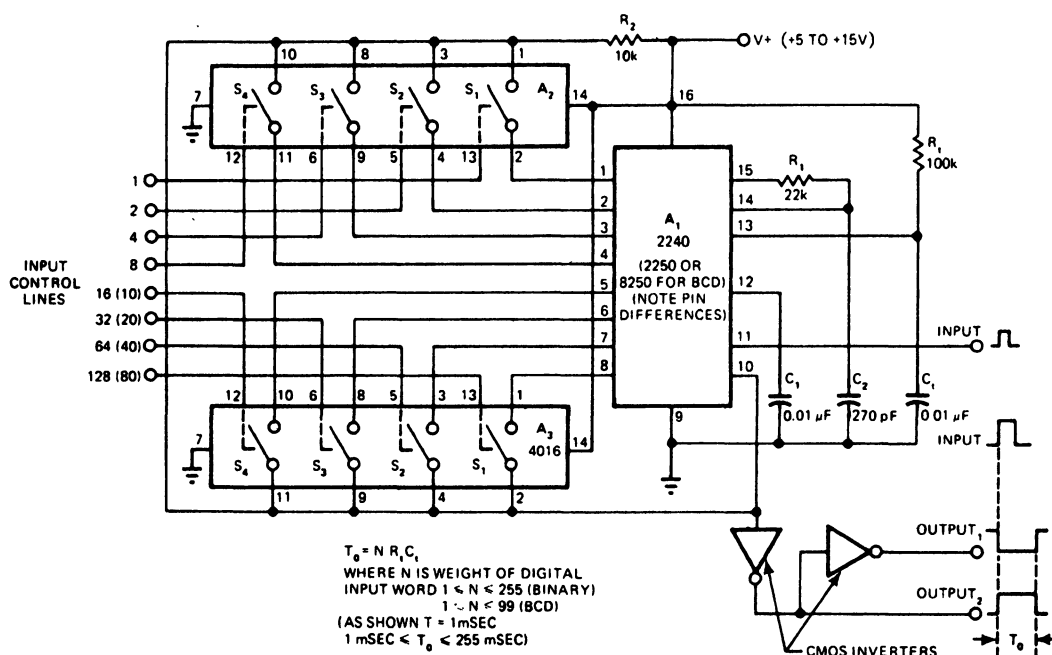 R2
10k
V+ (+5 TO +15V)
10 8 3 1
7 S4 S3 S2 S1 A2 14 16
12 11 6 9 5 4 13 2
Rt
100k
1
2
4
8
INPUT
CONTROL
LINES
16 (10)
32 (20)
64 (40)
128 (80)
1
2
3
4
5
6
7
8
A1
2240
(2250 OR
8250 FOR BCD)
(NOTE PIN
DIFFERENCES)
15 R1
22k
14
13
12
11 INPUT
10
9
C1
0.01 µF
C2
270 pF
Ct
0.01 µF
INPUT
12 10 6 8 5 3 13 1
7 S4 S3 S2 S1 A3
4016
14
11 9 4 2
T0 = N RtCt
WHERE N IS WEIGHT OF DIGITAL
INPUT WORD 1 ≤ N ≤ 255 (BINARY)
1 ≤ N ≤ 99 (BCD)
(AS SHOWN T = 1mSEC
1 mSEC ≤ T0 ≤ 255 mSEC)
OUTPUT1
OUTPUT2
T0
CMOS INVERTERS